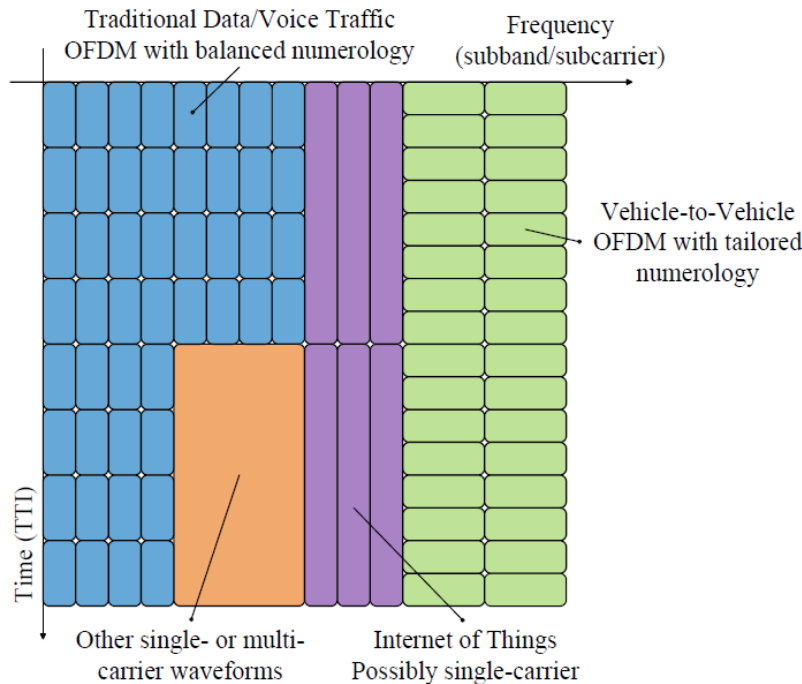 Traditional Data/Voice Traffic
OFDM with balanced numerology
Frequency
(subband/subcarrier)
Vehicle-to-Vehicle
OFDM with tailored
numerology
Time (TTI)
Other single- or multi-
carrier waveforms
Internet of Things
Possibly single-carrier